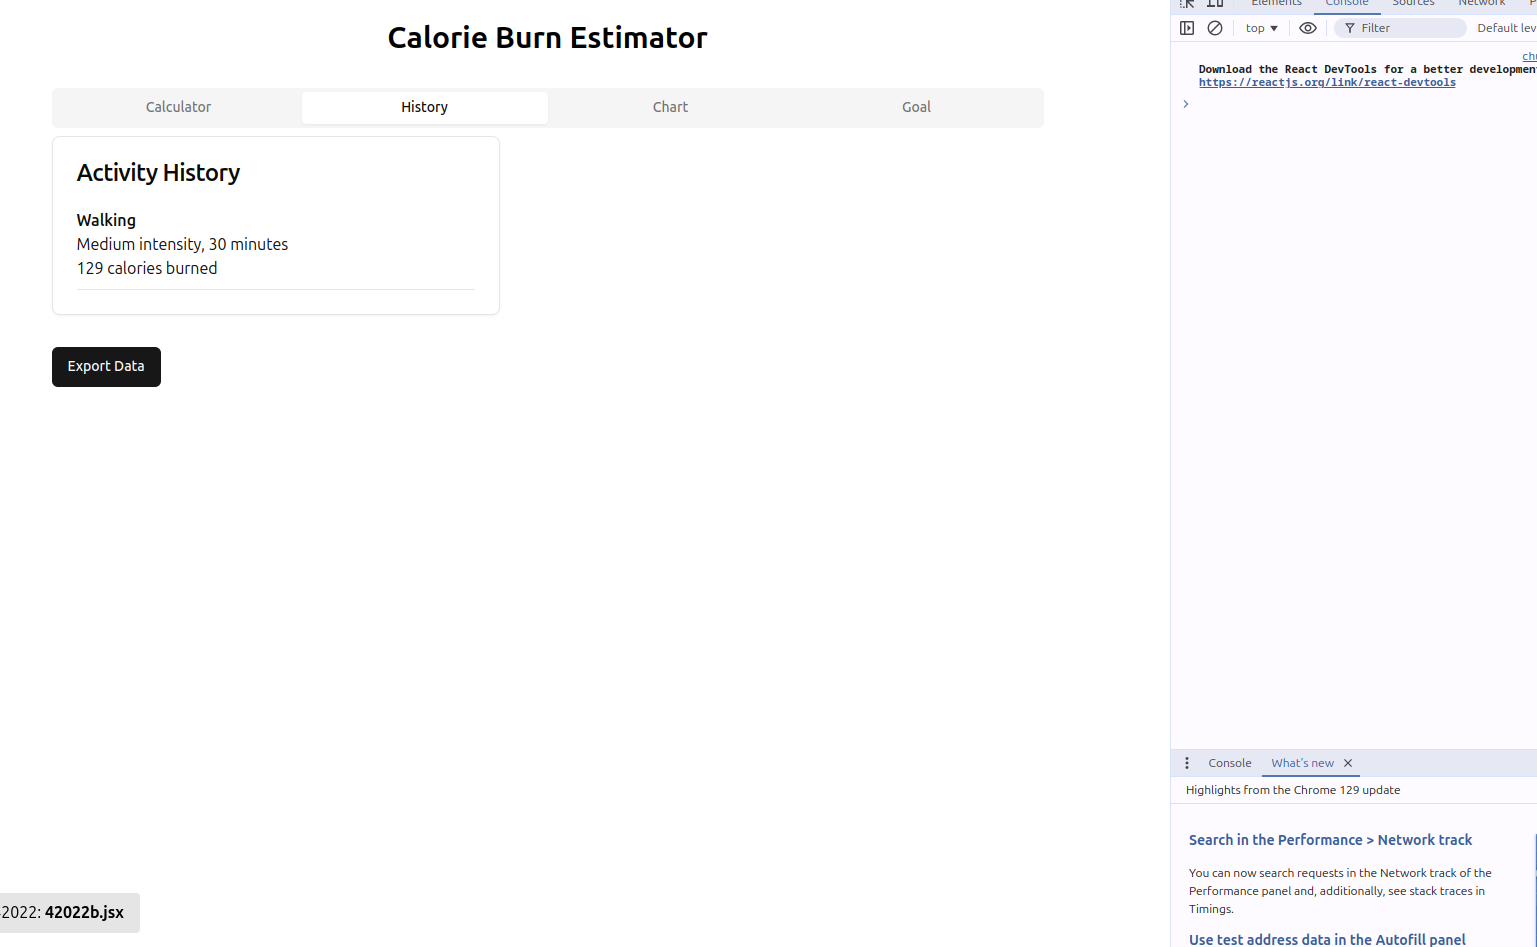 Calorie Burn Estimator
Calculator
History
Chart
Goal
Activity History
Walking
Medium intensity, 30 minutes
129 calories burned
Export Data
2022: 42022b.jsx
Elements
Console
Sources
Network
top
Filter
Default lev
chu
Download the React DevTools for a better developmen
https://reactjs.org/link/react-devtools
Console
What's new
Highlights from the Chrome 129 update
Search in the Performance > Network track
You can now search requests in the Network track of the
Performance panel and, additionally, see stack traces in
Timings.
Use test address data in the Autofill panel